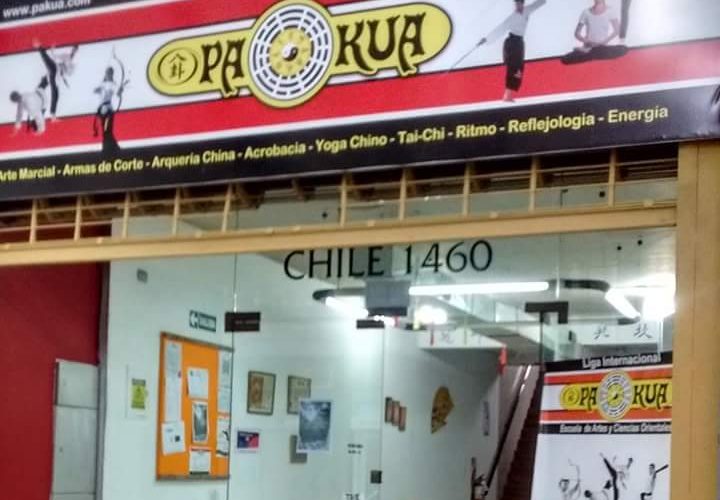 www.pakua.com
PA KUA
Arte Marcial - Armas de Corte - Arquería China - Acrobacia - Yoga Chino - Tai-Chi - Ritmo - Reflejologia - Energía
CHILE 1460
Liga Internacional
PA KUA
Escuela de Artes y Ciencias Orientales